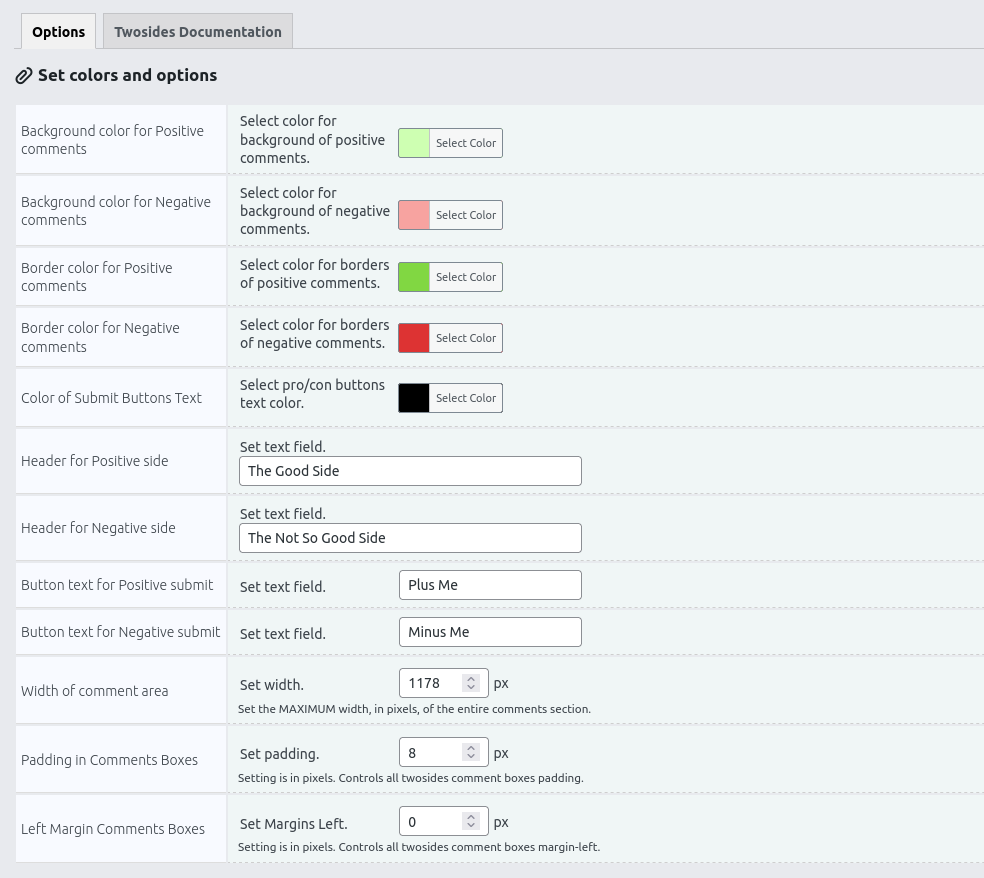 Options
Twosides Documentation
Set colors and options
Background color for Positive
comments
Select color for
background of positive
comments.
Select Color
Background color for Negative
comments
Select color for
background of negative
comments.
Select Color
Border color for Positive
comments
Select color for borders
of positive comments.
Select Color
Border color for Negative
comments
Select color for borders
of negative comments.
Select Color
Color of Submit Buttons Text
Select pro/con buttons
text color.
Select Color
Header for Positive side
Set text field.
The Good Side
Header for Negative side
Set text field.
The Not So Good Side
Button text for Positive submit
Set text field.
Plus Me
Button text for Negative submit
Set text field.
Minus Me
Width of comment area
Set width.
1178
px
Set the MAXIMUM width, in pixels, of the entire comments section.
Padding in Comments Boxes
Set padding.
8
px
Setting is in pixels. Controls all twosides comment boxes padding.
Left Margin Comments Boxes
Set Margins Left.
0
px
Setting is in pixels. Controls all twosides comment boxes margin-left.